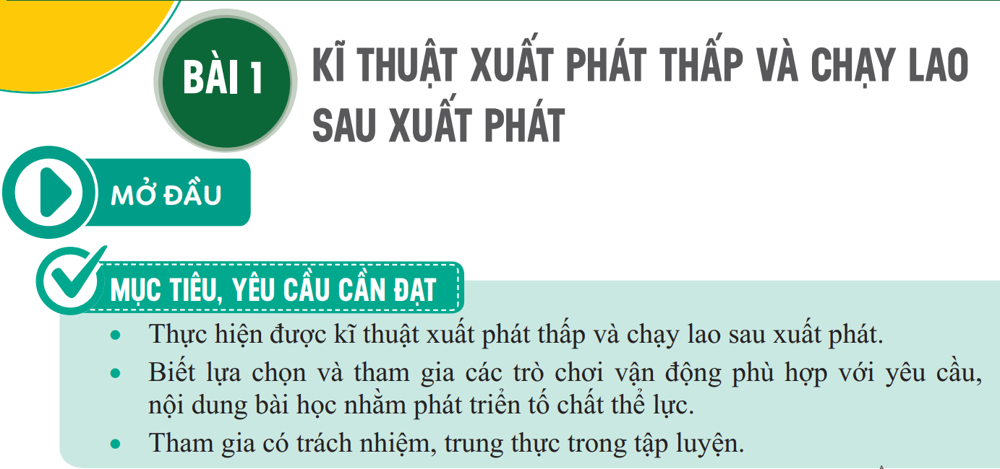 BÀI 1
KĨ THUẬT XUẤT PHÁT THẤP VÀ CHẠY LAO
SAU XUẤT PHÁT
MỞ ĐẦU
MỤC TIÊU, YÊU CẦU CẦN ĐẠT
• Thực hiện được kĩ thuật xuất phát thấp và chạy lao sau xuất phát.
• Biết lựa chọn và tham gia các trò chơi vận động phù hợp với yêu cầu,
nội dung bài học nhằm phát triển tố chất thể lực.
• Tham gia có trách nhiệm, trung thực trong tập luyện.